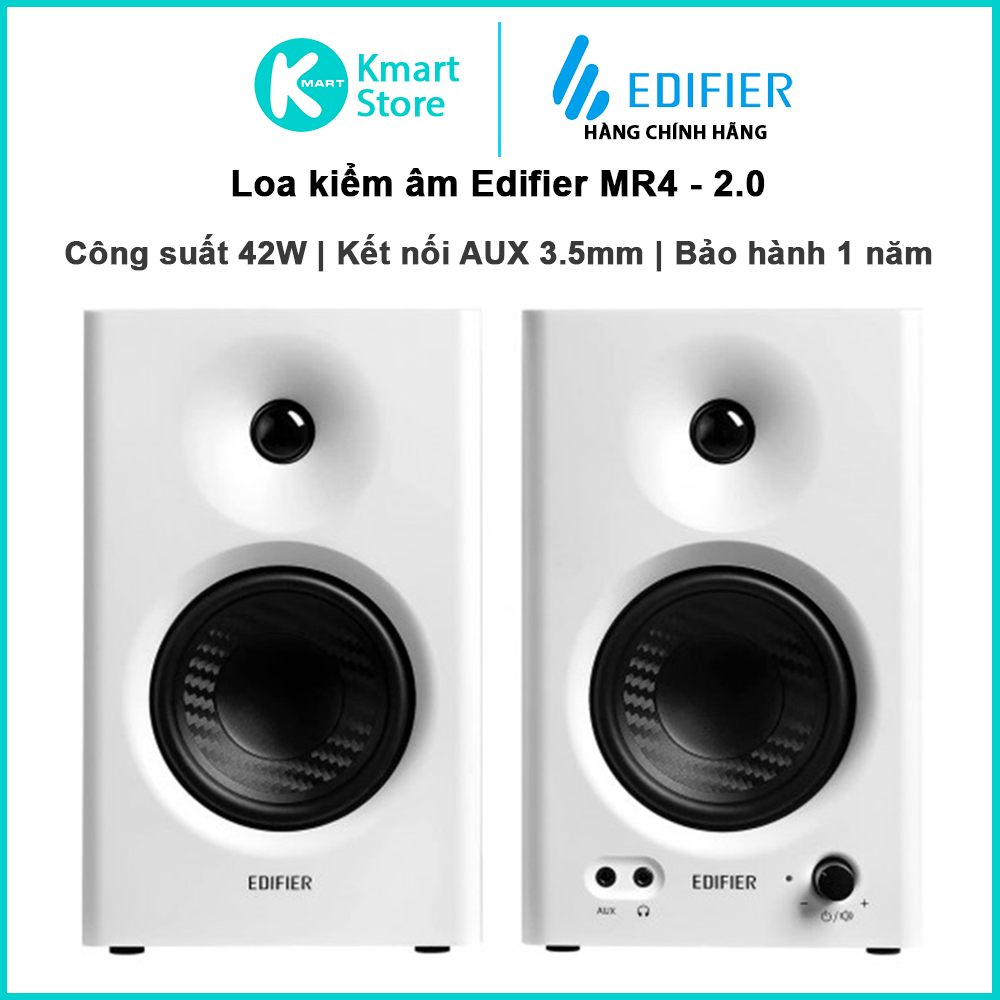 K MART
Kmart
Store
EDIFIER
HÀNG CHÍNH HÃNG
Loa kiểm âm Edifier MR4 - 2.0
Công suất 42W | Kết nối AUX 3.5mm | Bảo hành 1 năm
EDIFIER
EDIFIER
AUX
- +